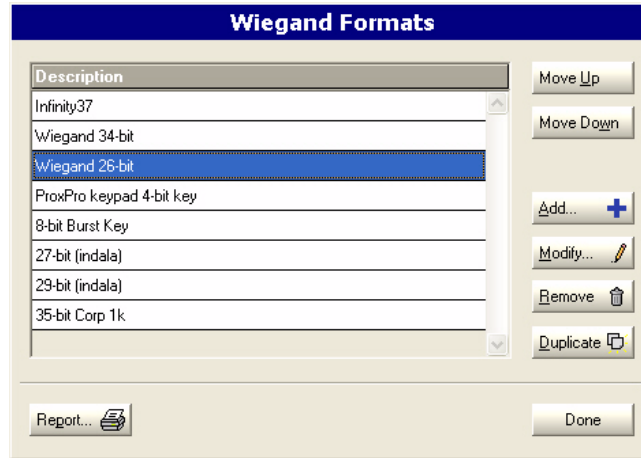 Wiegand Formats
Description
Infinity37
Wiegand 34-bit
Wiegand 26-bit
ProxPro keypad 4-bit key
8-bit Burst Key
27-bit (indala)
29-bit (indala)
35-bit Corp 1k
Move Up
Move Down
Add...
Modify...
Remove
Duplicate
Report...
Done